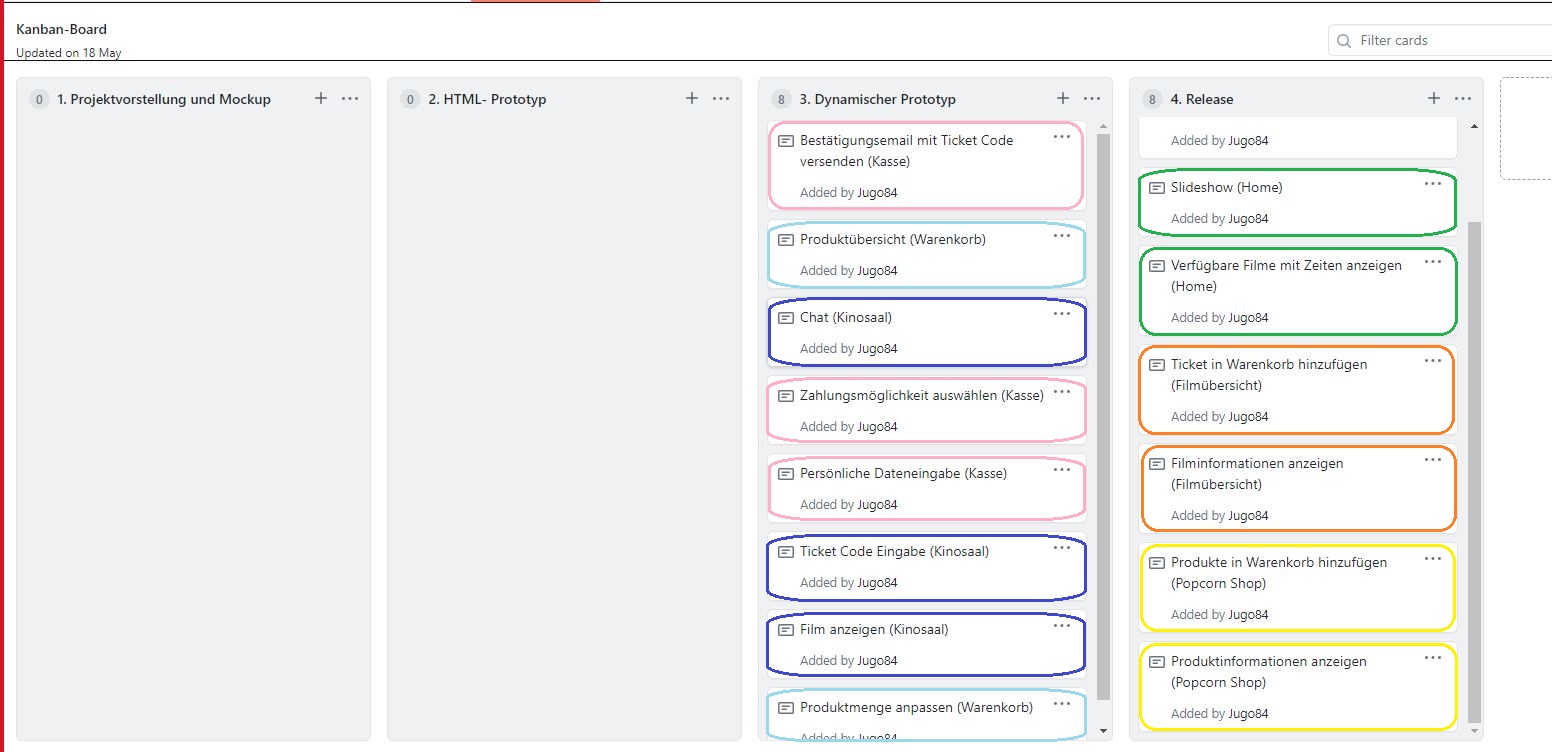 Kanban-Board
Updated on 18 May
Filter cards
0 1. Projektvorstellung und Mockup
0 2. HTML- Prototyp
8 3. Dynamischer Prototyp
Bestätigungsemail mit Ticket Code
versenden (Kasse)
Added by Jugo84
Produktübersicht (Warenkorb)
Added by Jugo84
Chat (Kinosaal)
Added by Jugo84
Zahlungsmöglichkeit auswählen (Kasse)
Added by Jugo84
Persönliche Dateneingabe (Kasse)
Added by Jugo84
Ticket Code Eingabe (Kinosaal)
Added by Jugo84
Film anzeigen (Kinosaal)
Added by Jugo84
Produktmenge anpassen (Warenkorb)
Added by Jugo84
8 4. Release
Added by Jugo84
Slideshow (Home)
Added by Jugo84
Verfügbare Filme mit Zeiten anzeigen
(Home)
Added by Jugo84
Ticket in Warenkorb hinzufügen
(Filmübersicht)
Added by Jugo84
Filminformationen anzeigen
(Filmübersicht)
Added by Jugo84
Produkte in Warenkorb hinzufügen
(Popcorn Shop)
Added by Jugo84
Produktinformationen anzeigen
(Popcorn Shop)
Added by Jugo84